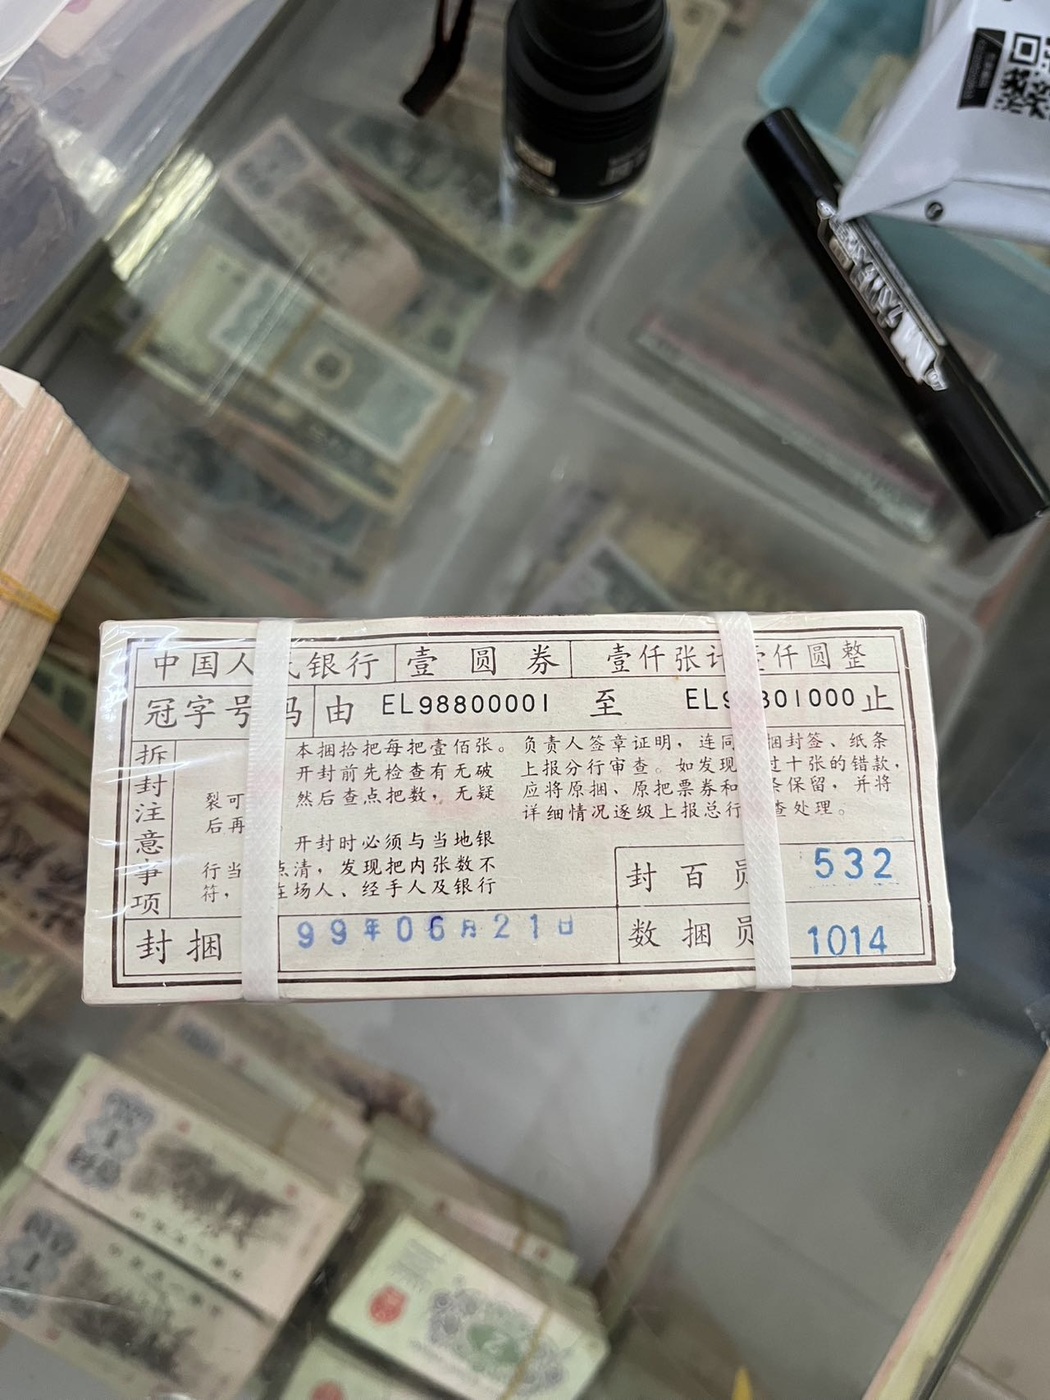 中国人民银行 壹圆券 壹仟张计壹仟圆整
冠字号码 由 EL98800001 至 EL98801000 止
拆封注意事项
本捆拾把每把壹佰张。
开封前先检查有无破
裂可
然后查点把数，无疑
后再
开封时必须与当地银
行当 点清，发现把内张数不
符， 在场人、经手人及银行
负责人签章证明，连同 捆封签、纸条
上报分行审查。如发现 过十张的错款，
应将原捆、原把票券和 条保留，并将
详细情况逐级上报总行 查处理。
封百员 532
封捆 99年06月21日 数捆员 1014